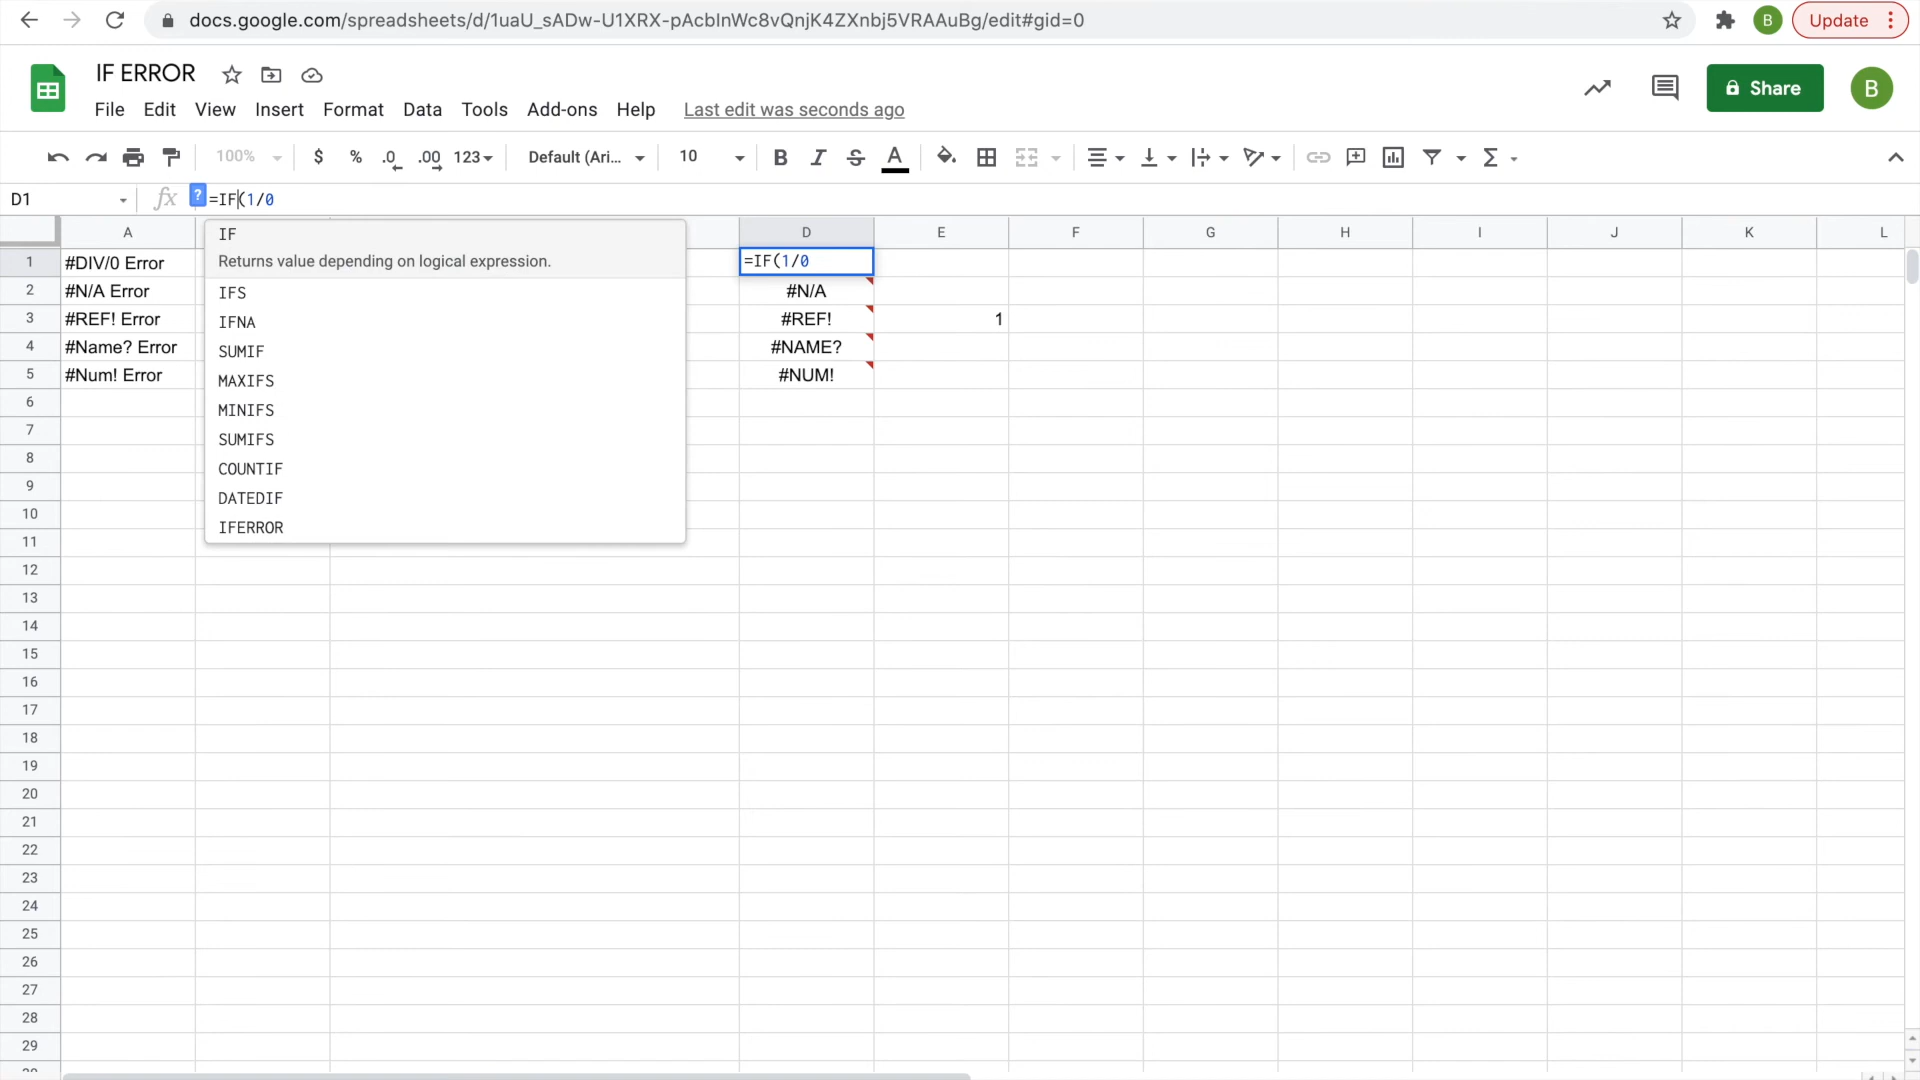 docs.google.com/spreadsheets/d/1uaU_sADw-U1XRX-pAcbInWc8vQnjK4ZXnbj5VRAAuBg/edit#gid=0
B
Update
IF ERROR
File Edit View Insert Format Data Tools Add-ons Help Last edit was seconds ago
Share
B
100% $ % .0 .00 123 Default (Ari... 10 B I S A Σ
D1 fx ? =IF(1/0
A D E F G H I J K L
IF
Returns value depending on logical expression.
IFS
IFNA
SUMIF
MAXIFS
MINIFS
SUMIFS
COUNTIF
DATEDIF
IFERROR
1 #DIV/0 Error =IF(1/0
2 #N/A Error #N/A
3 #REF! Error #REF! 1
4 #Name? Error #NAME?
5 #Num! Error #NUM!
6
7
8
9
10
11
12
13
14
15
16
17
18
19
20
21
22
23
24
25
26
27
28
29